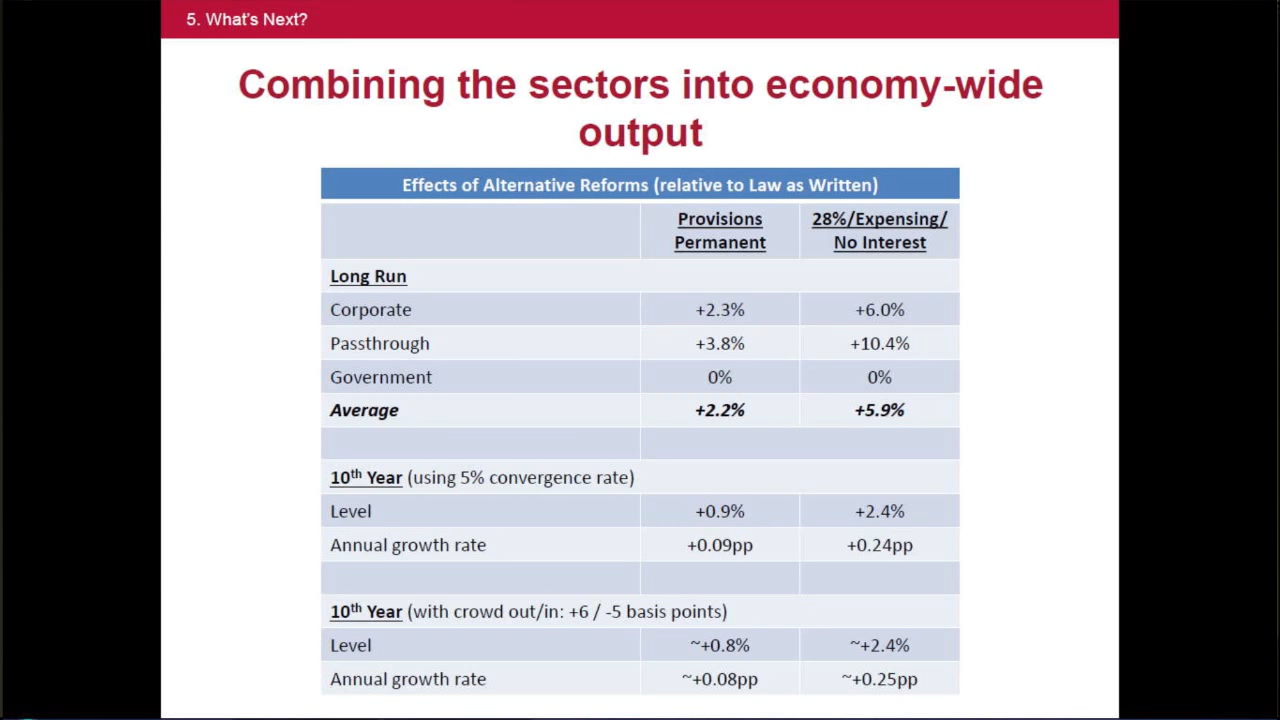 5. What's Next?
Combining the sectors into economy-wide
output
Effects of Alternative Reforms (relative to Law as Written)
Provisions Permanent 28%/Expensing/ No Interest
Long Run
Corporate +2.3% +6.0%
Passthrough +3.8% +10.4%
Government 0% 0%
Average +2.2% +5.9%
10th Year (using 5% convergence rate)
Level +0.9% +2.4%
Annual growth rate +0.09pp +0.24pp
10th Year (with crowd out/in: +6 / -5 basis points)
Level ~+0.8% ~+2.4%
Annual growth rate ~+0.08pp ~+0.25pp